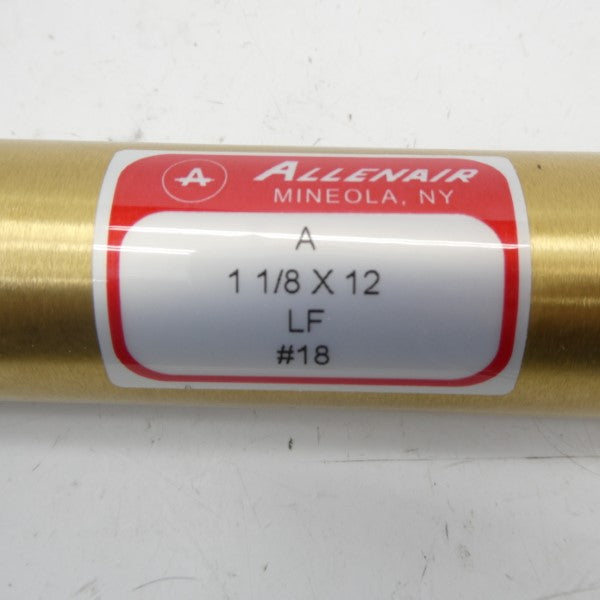 A ALLENAIR
MINEOLA, NY
A
1 1/8 X 12
LF
#18